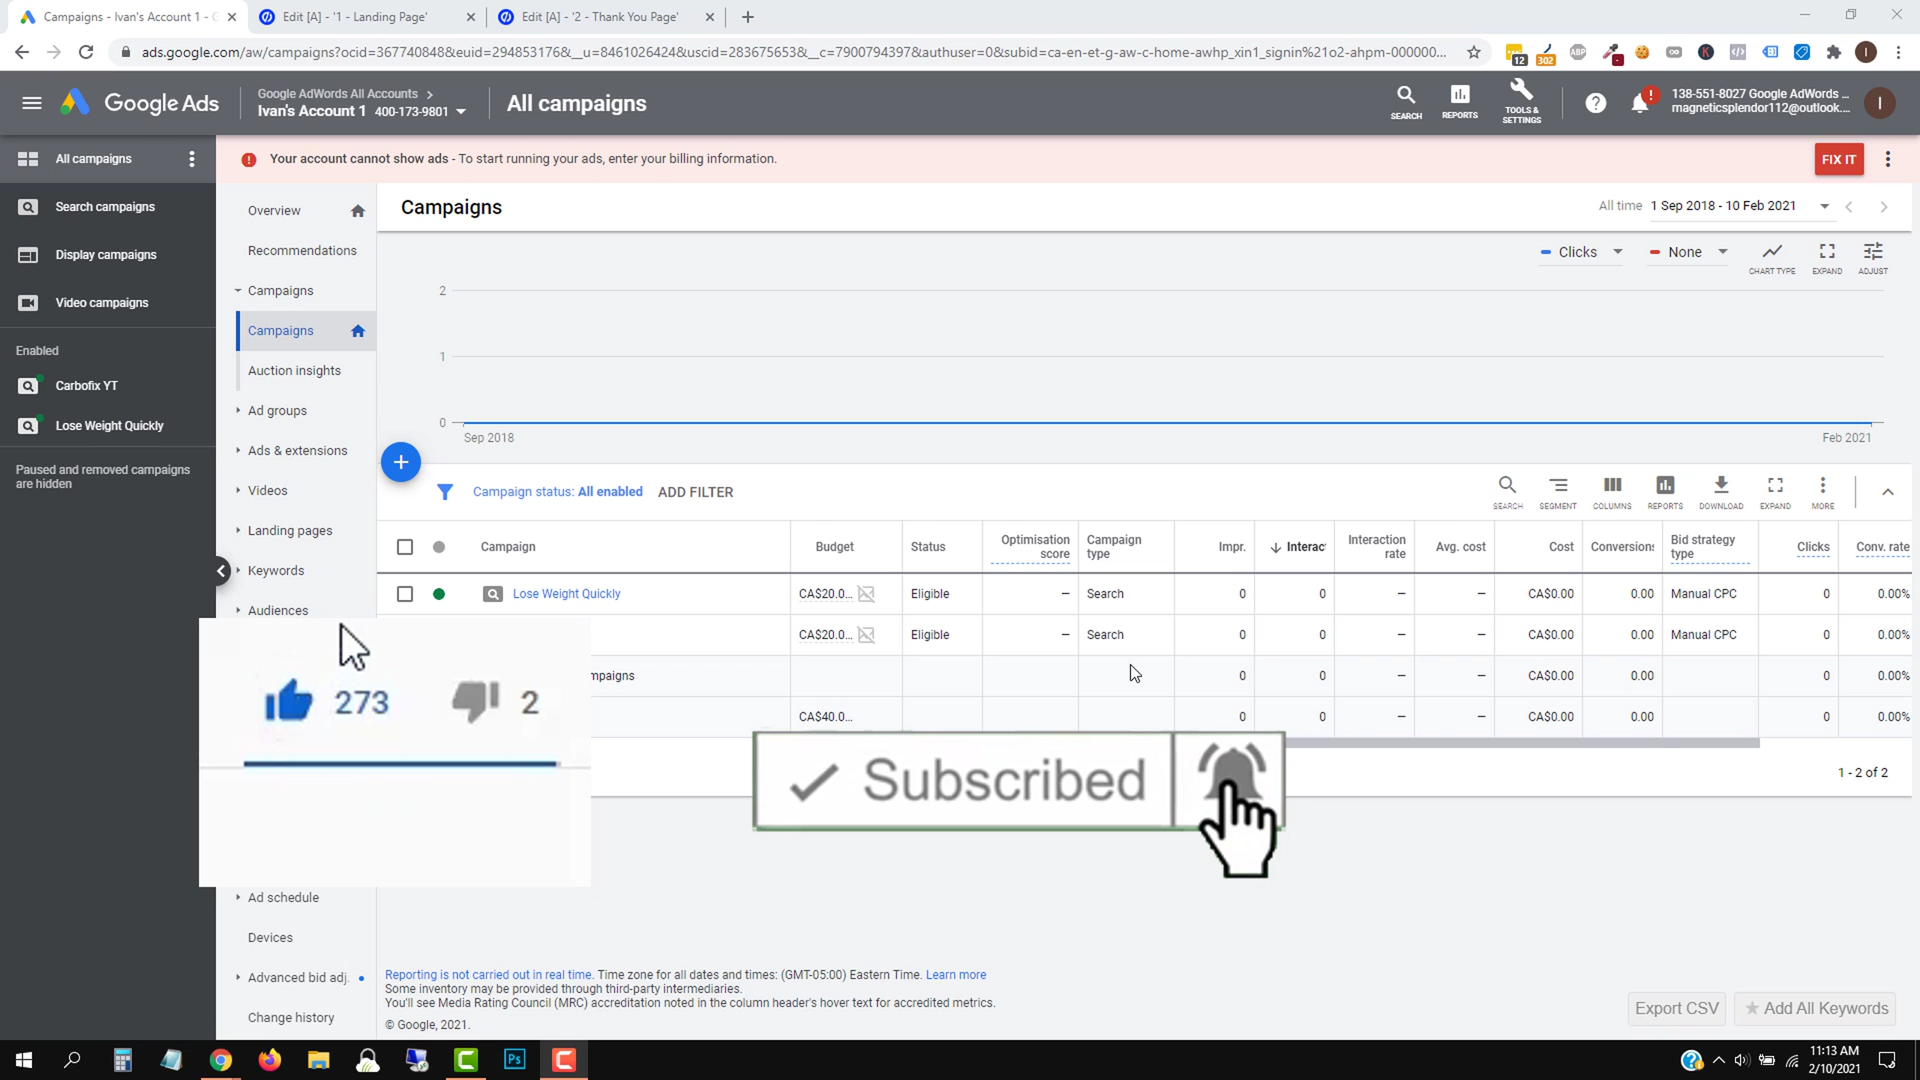 Campaigns - Ivan's Account 1 - G
Edit [A] - '1 - Landing Page'
Edit [A] - '2 - Thank You Page'
ads.google.com/aw/campaigns?ocid=367740848&euid=294853176&__u=8461026424&uscid=283675653&__c=7900794397&authuser=0&subid=ca-en-et-g-aw-c-home-awhp_xin1_signin%21o2-ahpm-000000...
12
302
ABP
Google Ads
Google AdWords All Accounts
Ivan's Account 1 400-173-9801
All campaigns
SEARCH
REPORTS
TOOLS & SETTINGS
138-551-8027 Google AdWords ...
magneticsplendor112@outlook...
I
All campaigns
Search campaigns
Display campaigns
Video campaigns
Enabled
Carbofix YT
Lose Weight Quickly
Paused and removed campaigns
are hidden
Your account cannot show ads - To start running your ads, enter your billing information.
FIX IT
Overview
Recommendations
Campaigns
Campaigns
Auction insights
Ad groups
Ads & extensions
Videos
Landing pages
Keywords
Audiences
Ad schedule
Devices
Advanced bid adj.
Change history
Campaigns
All time 1 Sep 2018 - 10 Feb 2021
Clicks
None
CHART TYPE
EXPAND
ADJUST
2
1
0
Sep 2018
Feb 2021
Campaign status: All enabled
ADD FILTER
SEARCH
SEGMENT
COLUMNS
REPORTS
DOWNLOAD
EXPAND
MORE
Campaign Budget Status Optimisation score Campaign type Impr. Interac Interaction rate Avg. cost Cost Conversions Bid strategy type Clicks Conv. rate
Lose Weight Quickly CA$20.0... Eligible – Search 0 0 – – CA$0.00 0.00 Manual CPC 0 0.00%
CA$20.0... Eligible – Search 0 0 – – CA$0.00 0.00 Manual CPC 0 0.00%
mpaigns 0 0 – – CA$0.00 0.00 0 0.00%
CA$40.0... 0 0 – – CA$0.00 0.00 0 0.00%
1 - 2 of 2
273
2
Subscribed
Reporting is not carried out in real time. Time zone for all dates and times: (GMT-05:00) Eastern Time. Learn more
Some inventory may be provided through third-party intermediaries.
You'll see Media Rating Council (MRC) accreditation noted in the column header's hover text for accredited metrics.
© Google, 2021.
Export CSV
Add All Keywords
Ps
11:13 AM
2/10/2021